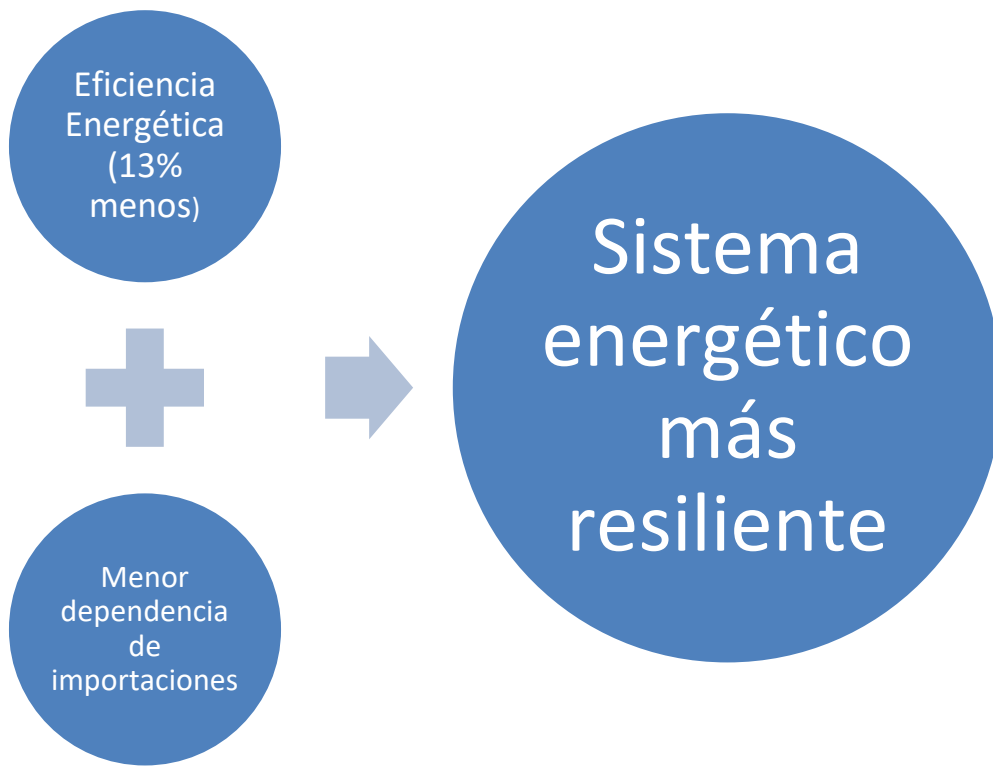 Eficiencia
Energética
(13%
menos)
Menor
dependencia
de
importaciones
Sistema
energético
más
resiliente